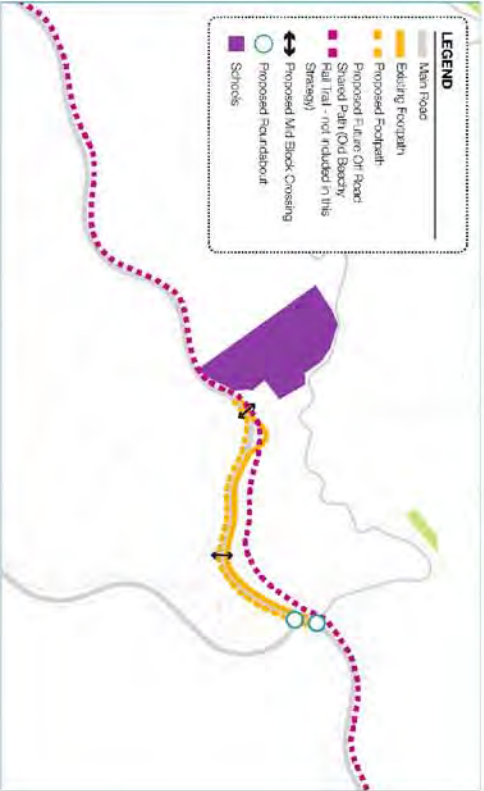 LEGEND
Main Road
Existing Footpath
Proposed Footpath
Proposed Future Off Road
Shared Path (Old Beechy
Rail Trail - not included in this
Strategy)
Proposed Mid Block Crossing
Proposed Roundabout
Schools